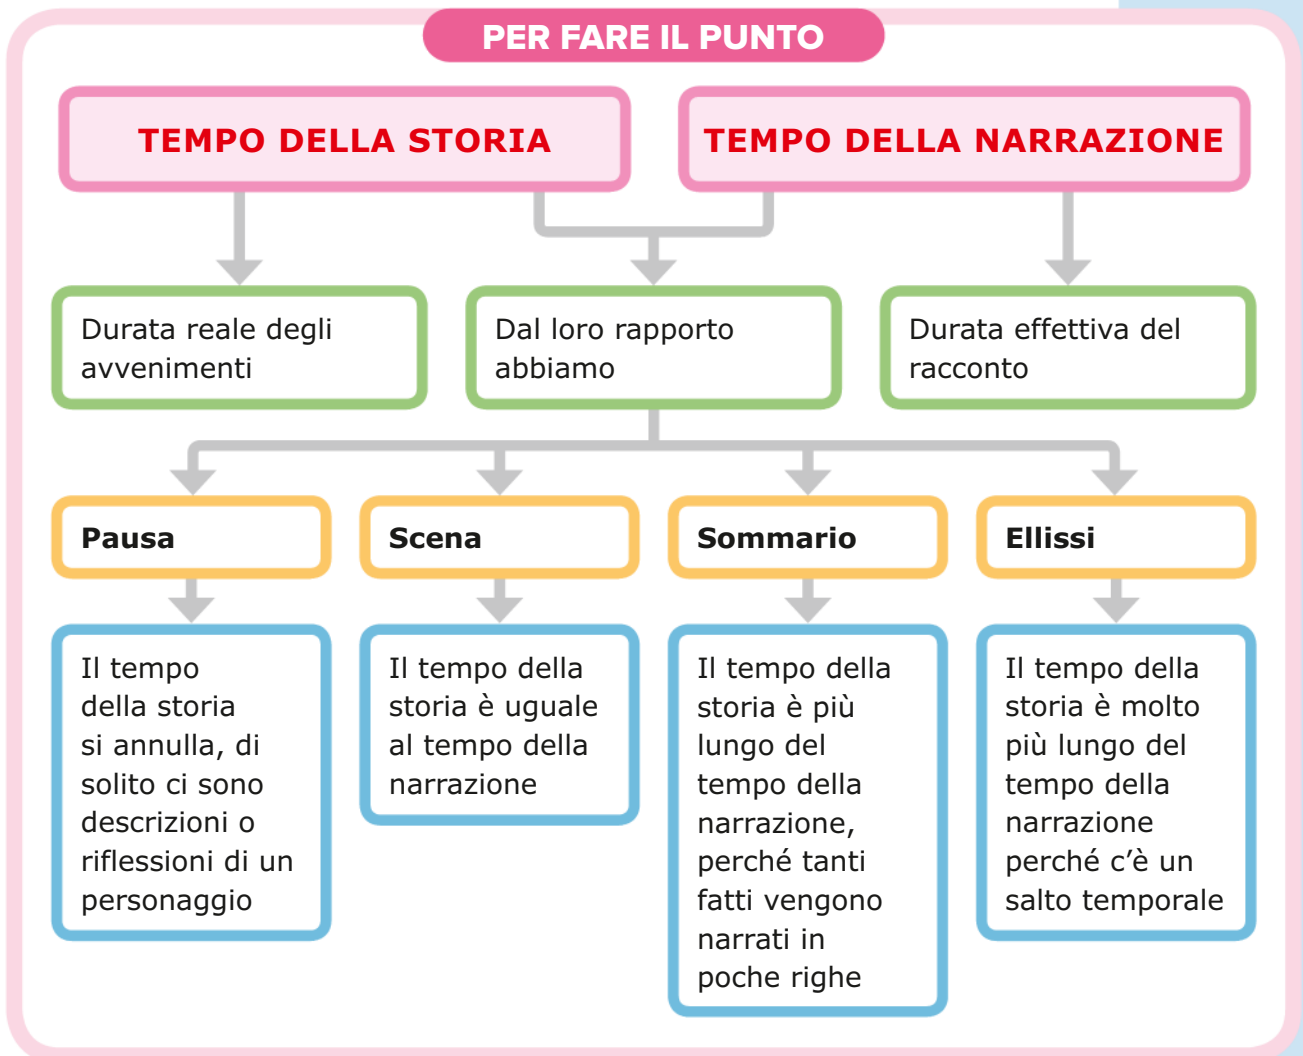 PER FARE IL PUNTO
TEMPO DELLA STORIA
TEMPO DELLA NARRAZIONE
Durata reale degli
avvenimenti
Dal loro rapporto
abbiamo
Durata effettiva del
racconto
Pausa
Scena
Sommario
Ellissi
Il tempo
della storia
si annulla, di
solito ci sono
descrizioni o
riflessioni di un
personaggio
Il tempo della
storia è uguale
al tempo della
narrazione
Il tempo della
storia è più
lungo del
tempo della
narrazione,
perché tanti
fatti vengono
narrati in
poche righe
Il tempo della
storia è molto
più lungo del
tempo della
narrazione
perché c'è un
salto temporale